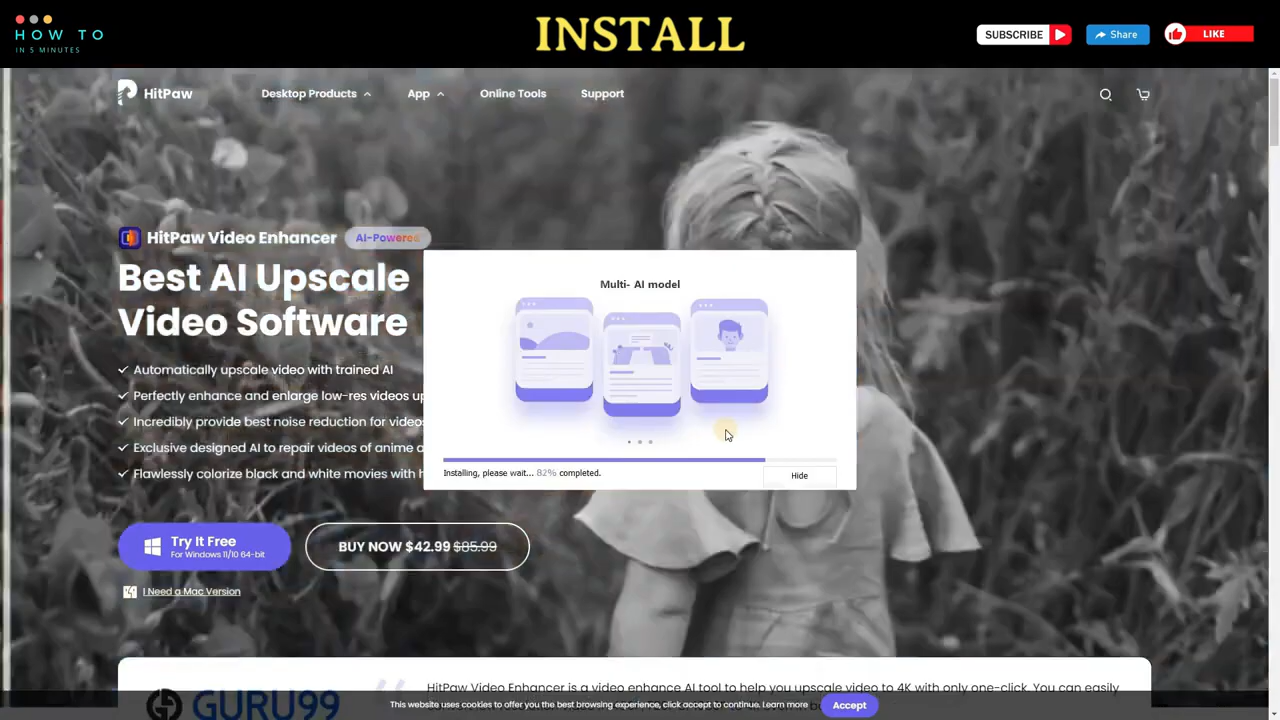 HOW TO
IN 5 MINUTES
INSTALL
SUBSCRIBE
Share
LIKE
HitPaw
Desktop Products
App
Online Tools
Support
HitPaw Video Enhancer
AI-Powered
Best AI Upscale
Video Software
Automatically upscale video with trained AI
Perfectly enhance and enlarge low-res videos
Incredibly provide best noise reduction for
Exclusive designed AI to repair videos of anime
Flawlessly colorize black and white movies with
Multi- AI model
Installing, please wait... 82% completed.
Hide
Try It Free
For Windows 11/10 64-bit
BUY NOW $42.99 $85.99
I Need a Mac Version
GURU99
HitPaw Video Enhancer is a video enhance AI tool to help you upscale video to 4K with only one-click. You can easily
This website uses cookies to offer you the best browsing experience, click accept to continue. Learn more
Accept